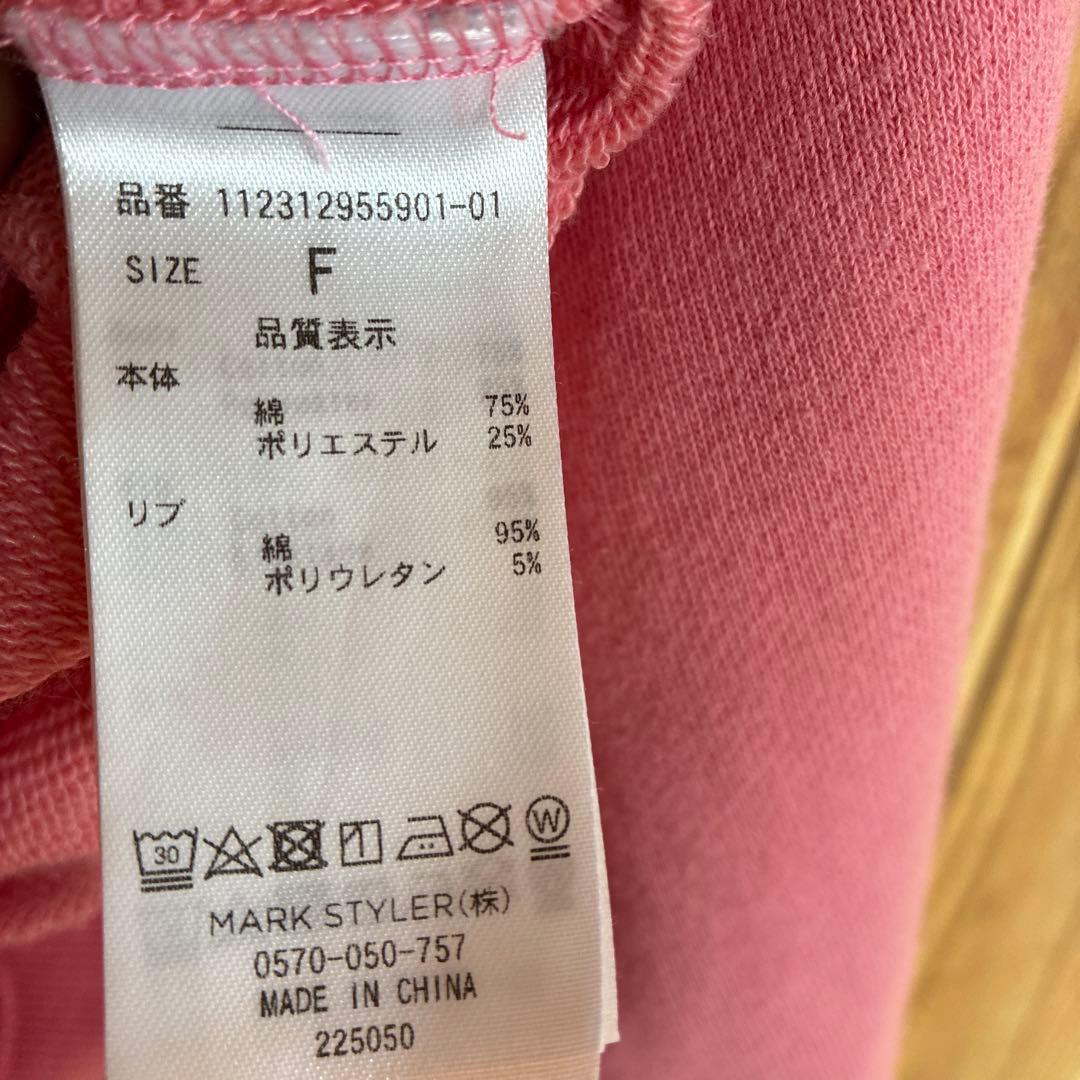 品番 112312955901-01
SIZE F
品質表示
本体
綿 75%
ポリエステル 25%
リブ
綿 95%
ポリウレタン 5%
30 W
MARK STYLER(株)
0570-050-757
MADE IN CHINA
225050